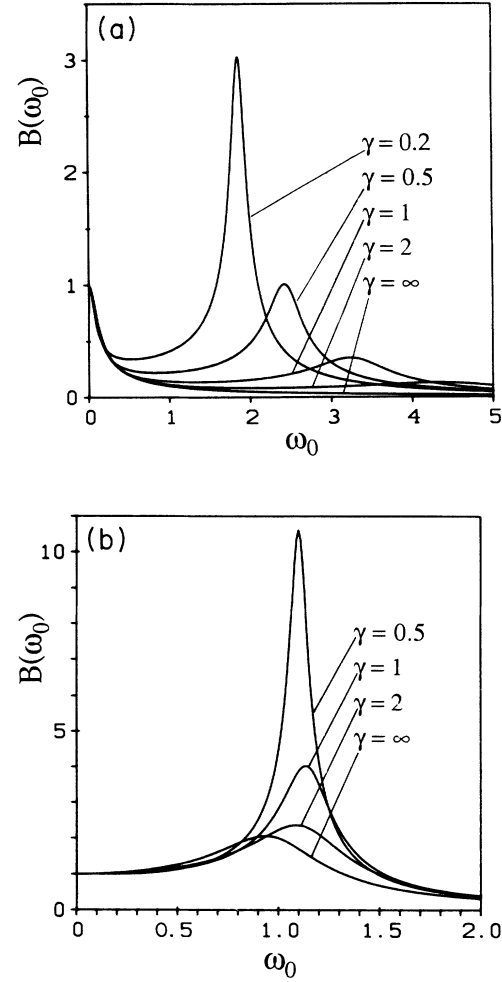 (a)
B(ω₀)
3
2
1
0
γ = 0.2
γ = 0.5
γ = 1
γ = 2
γ = ∞
0 1 2 3 4 5
ω₀
(b)
B(ω₀)
10
5
0
γ = 0.5
γ = 1
γ = 2
γ = ∞
0 0.5 1.0 1.5 2.0
ω₀